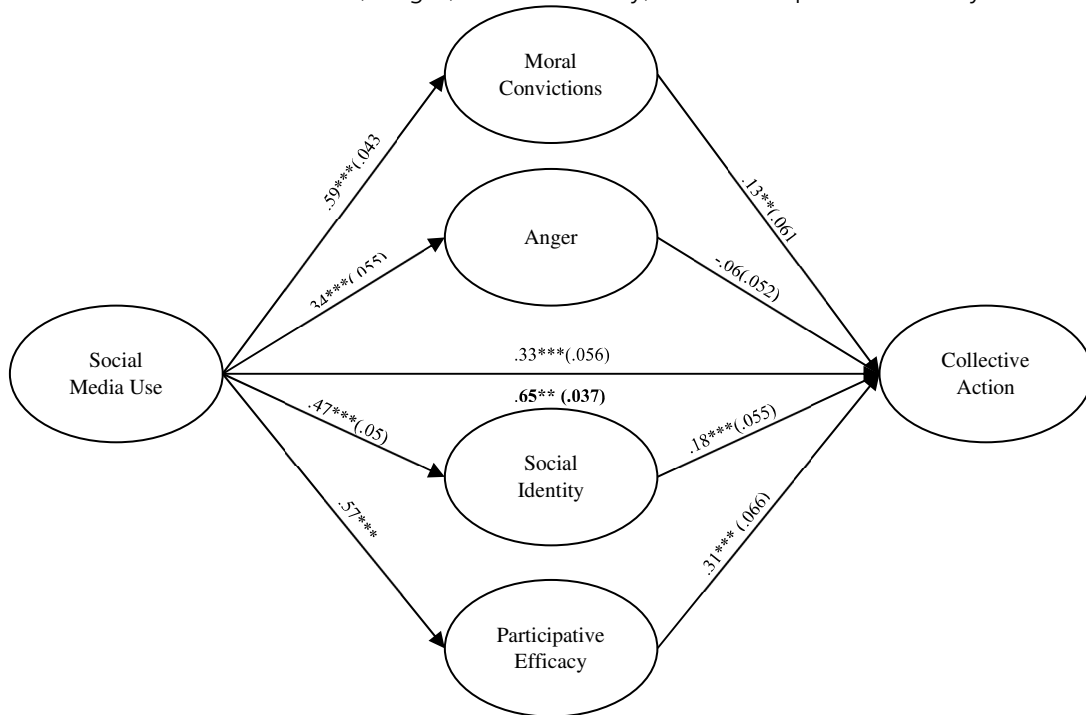 Moral
Convictions
.59***(.043
.13**(.061
Anger
.34***(.055)
-.06(.052)
Social
Media Use
.33***(.056)
Collective
Action
.65** (.037)
.47***(.05)
.18***(.055)
Social
Identity
.57***
.31*** (.066)
Participative
Efficacy